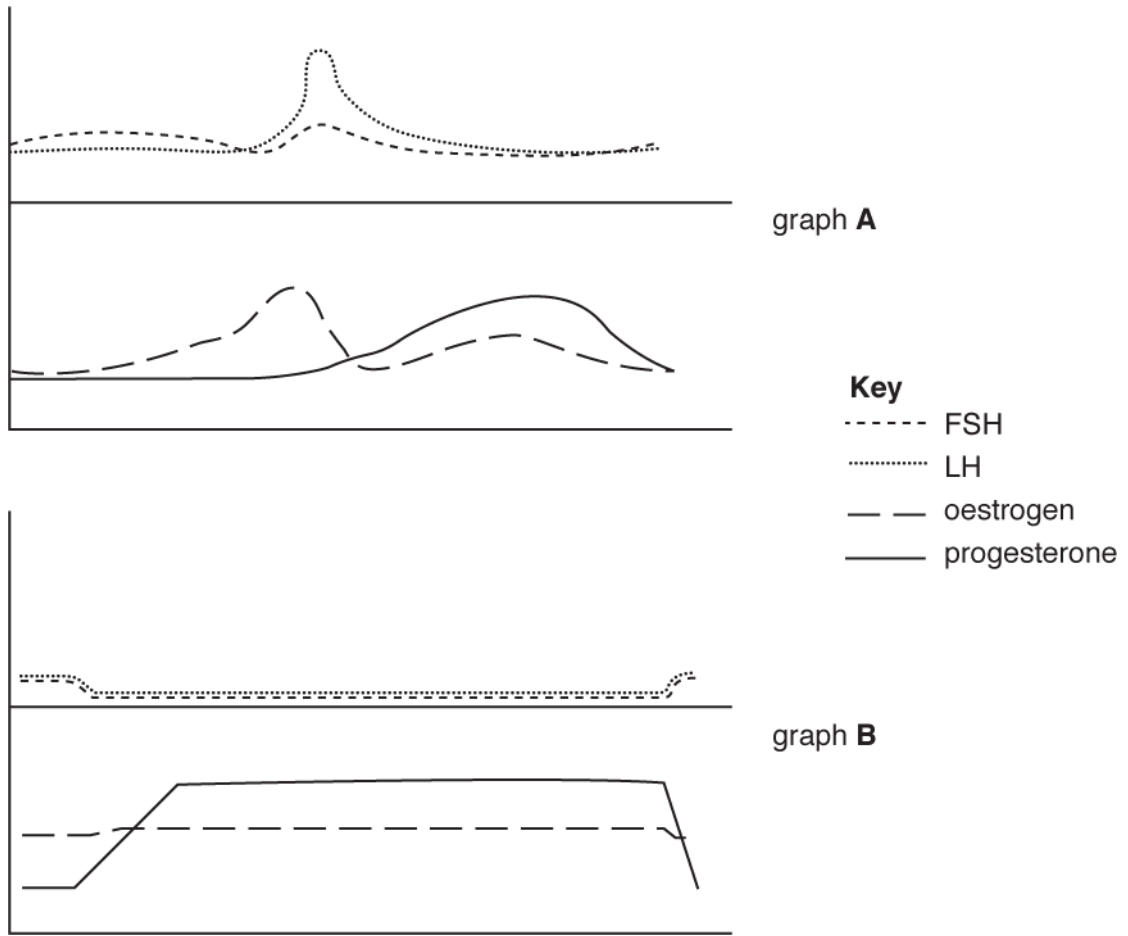 graph A
Key
FSH
LH
oestrogen
progesterone
graph B